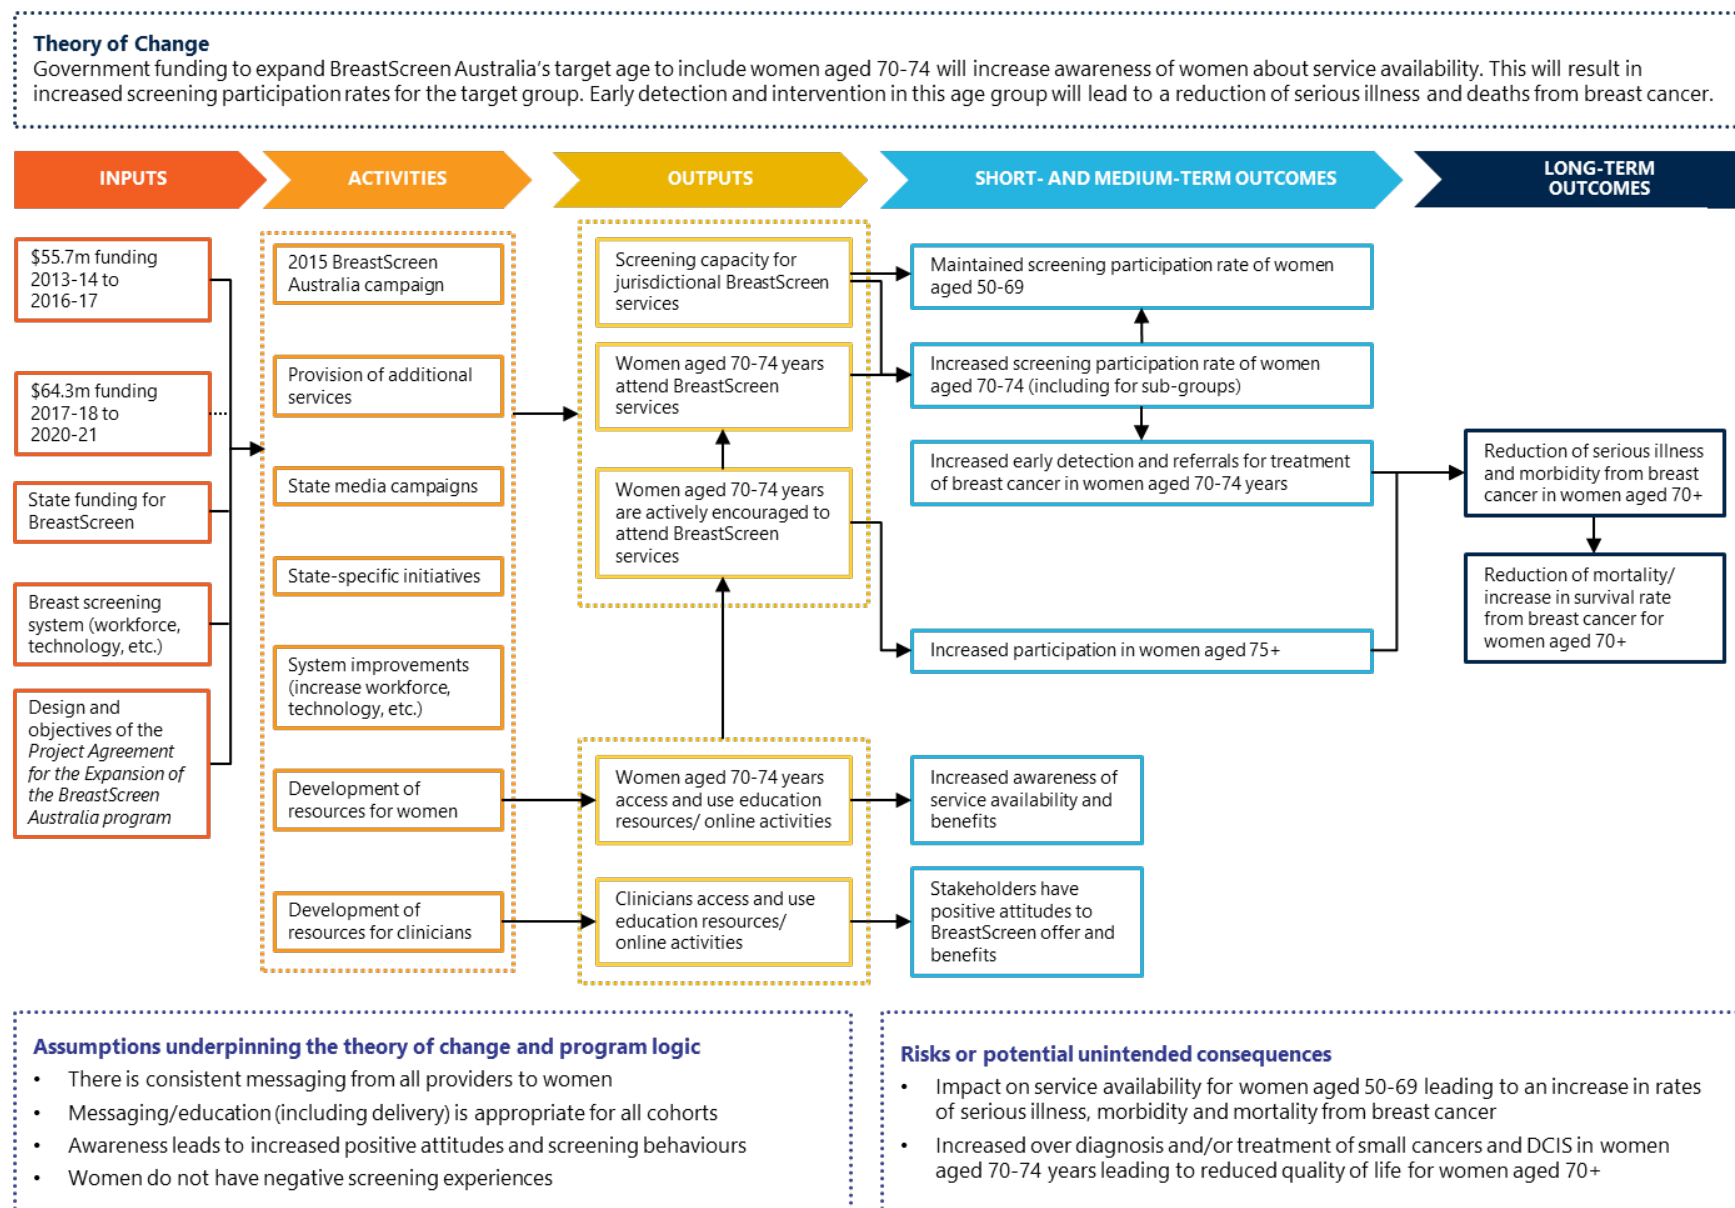 Theory of Change
Government funding to expand BreastScreen Australia's target age to include women aged 70-74 will increase awareness of women about service availability. This will result in
increased screening participation rates for the target group. Early detection and intervention in this age group will lead to a reduction of serious illness and deaths from breast cancer.
INPUTS
ACTIVITIES
OUTPUTS
SHORT- AND MEDIUM-TERM OUTCOMES
LONG-TERM
OUTCOMES
$55.7m funding
2013-14 to
2016-17
$64.3m funding
2017-18 to
2020-21
State funding for
BreastScreen
Breast screening
system (workforce,
technology, etc.)
Design and
objectives of the
Project Agreement
for the Expansion of
the BreastScreen
Australia program
2015 BreastScreen
Australia campaign
Provision of additional
services
State media campaigns
State-specific initiatives
System improvements
(increase workforce,
technology, etc.)
Development of
resources for women
Development of
resources for clinicians
Screening capacity for
jurisdictional BreastScreen
services
Women aged 70-74 years
attend BreastScreen
services
Women aged 70-74 years
are actively encouraged to
attend BreastScreen
services
Women aged 70-74 years
access and use education
resources/ online activities
Clinicians access and use
education resources/
online activities
Maintained screening participation rate of women
aged 50-69
Increased screening participation rate of women
aged 70-74 (including for sub-groups)
Increased early detection and referrals for treatment
of breast cancer in women aged 70-74 years
Increased participation in women aged 75+
Increased awareness of
service availability and
benefits
Stakeholders have
positive attitudes to
BreastScreen offer and
benefits
Reduction of serious illness
and morbidity from breast
cancer in women aged 70+
Reduction of mortality/
increase in survival rate
from breast cancer for
women aged 70+
Assumptions underpinning the theory of change and program logic
• There is consistent messaging from all providers to women
• Messaging/education (including delivery) is appropriate for all cohorts
• Awareness leads to increased positive attitudes and screening behaviours
• Women do not have negative screening experiences
Risks or potential unintended consequences
• Impact on service availability for women aged 50-69 leading to an increase in rates
of serious illness, morbidity and mortality from breast cancer
• Increased over diagnosis and/or treatment of small cancers and DCIS in women
aged 70-74 years leading to reduced quality of life for women aged 70+